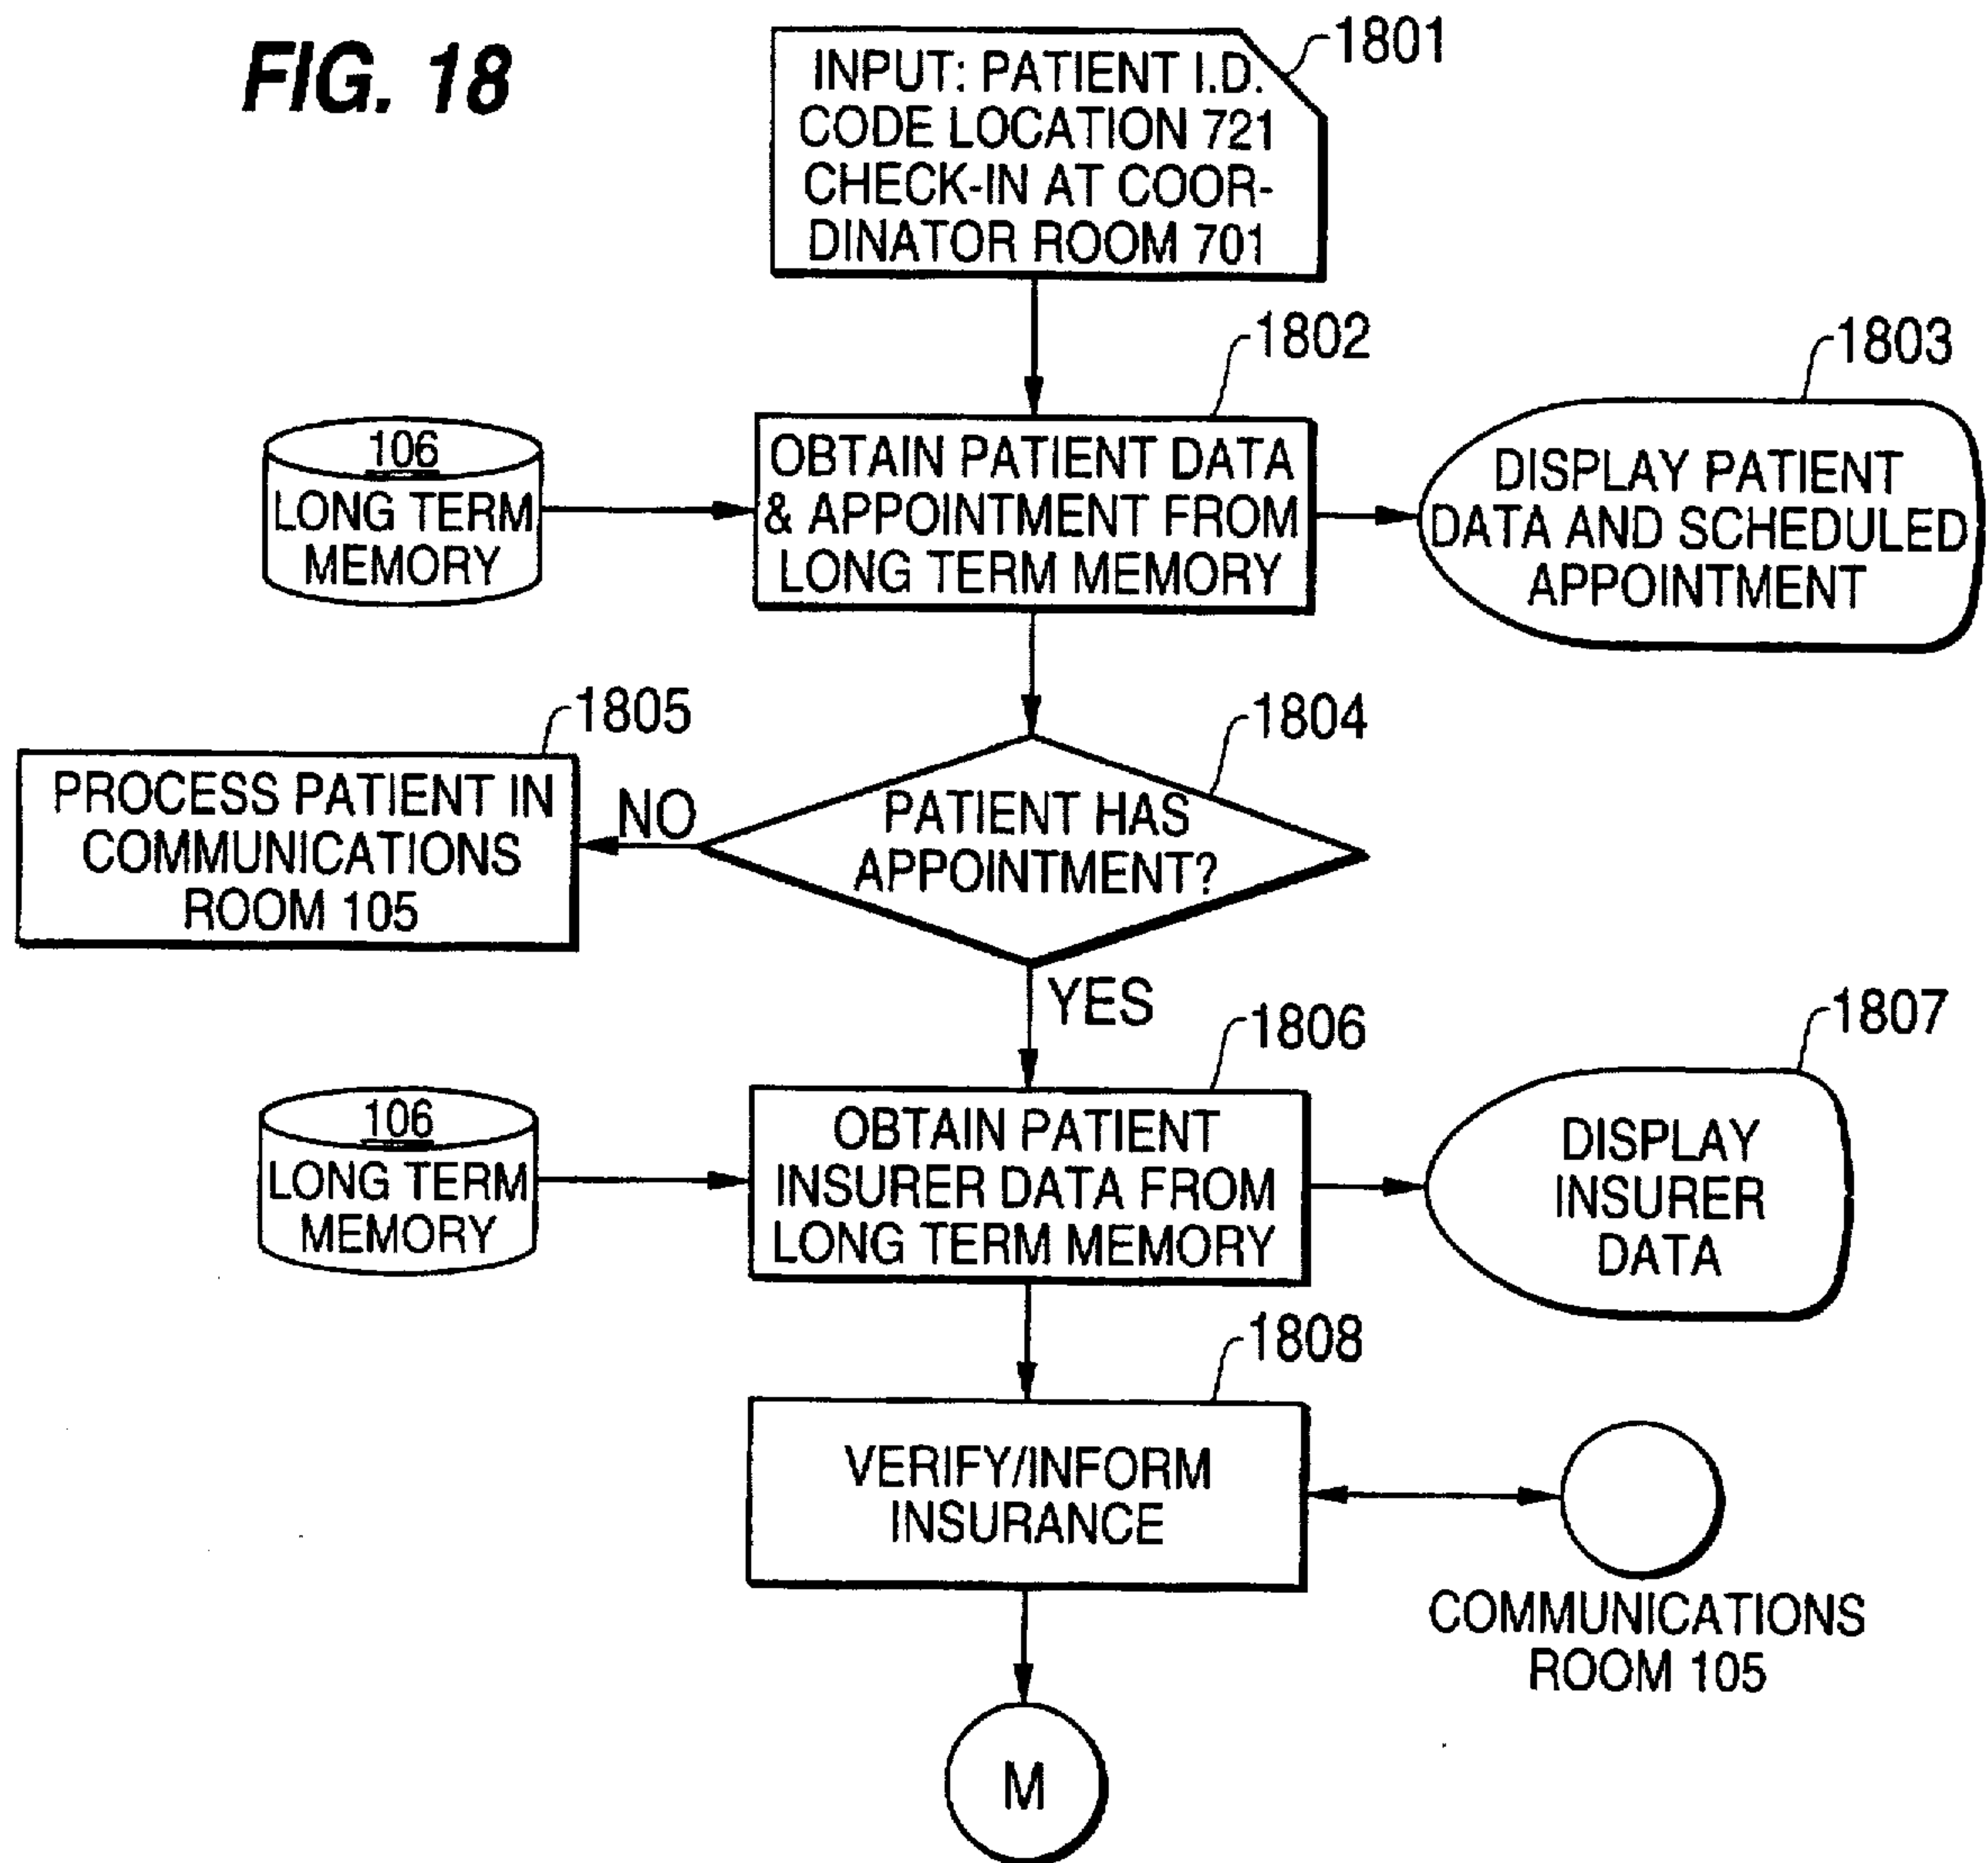 FIG. 18
1801
INPUT: PATIENT I.D.
CODE LOCATION 721
CHECK-IN AT COOR-
DINATOR ROOM 701
1802
1803
106
LONG TERM
MEMORY
OBTAIN PATIENT DATA
& APPOINTMENT FROM
LONG TERM MEMORY
DISPLAY PATIENT
DATA AND SCHEDULED
APPOINTMENT
1805
1804
PROCESS PATIENT IN
COMMUNICATIONS
ROOM 105
NO
PATIENT HAS
APPOINTMENT?
YES
1806
1807
106
LONG TERM
MEMORY
OBTAIN PATIENT
INSURER DATA FROM
LONG TERM MEMORY
DISPLAY
INSURER
DATA
1808
VERIFY/INFORM
INSURANCE
COMMUNICATIONS
ROOM 105
M